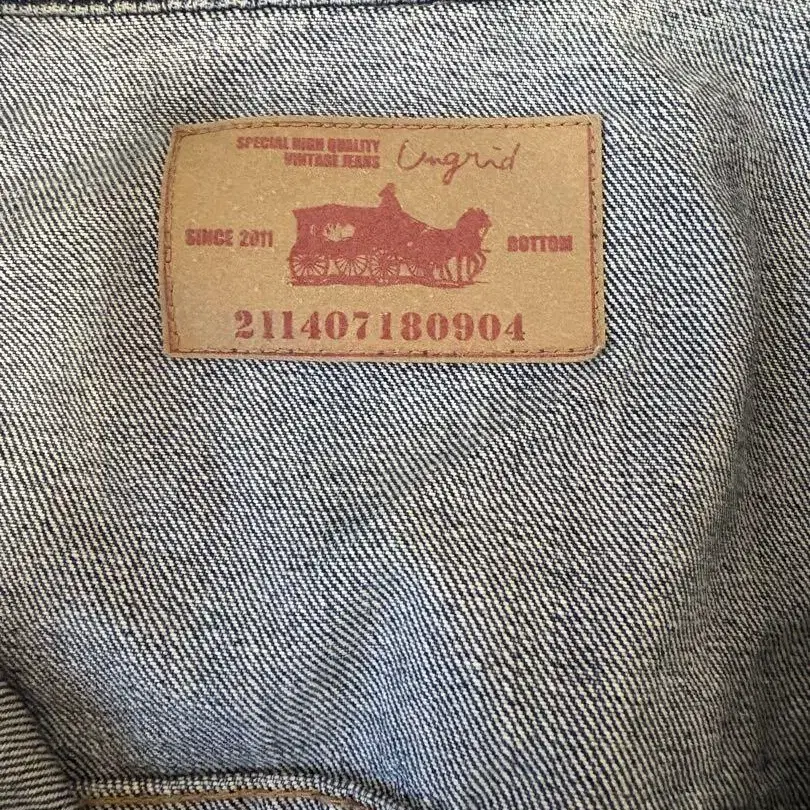 SPECIAL HIGH QUALITY
VINTAGE JEANS
Ungrid
SINCE 2011
BOTTOM
211407180904